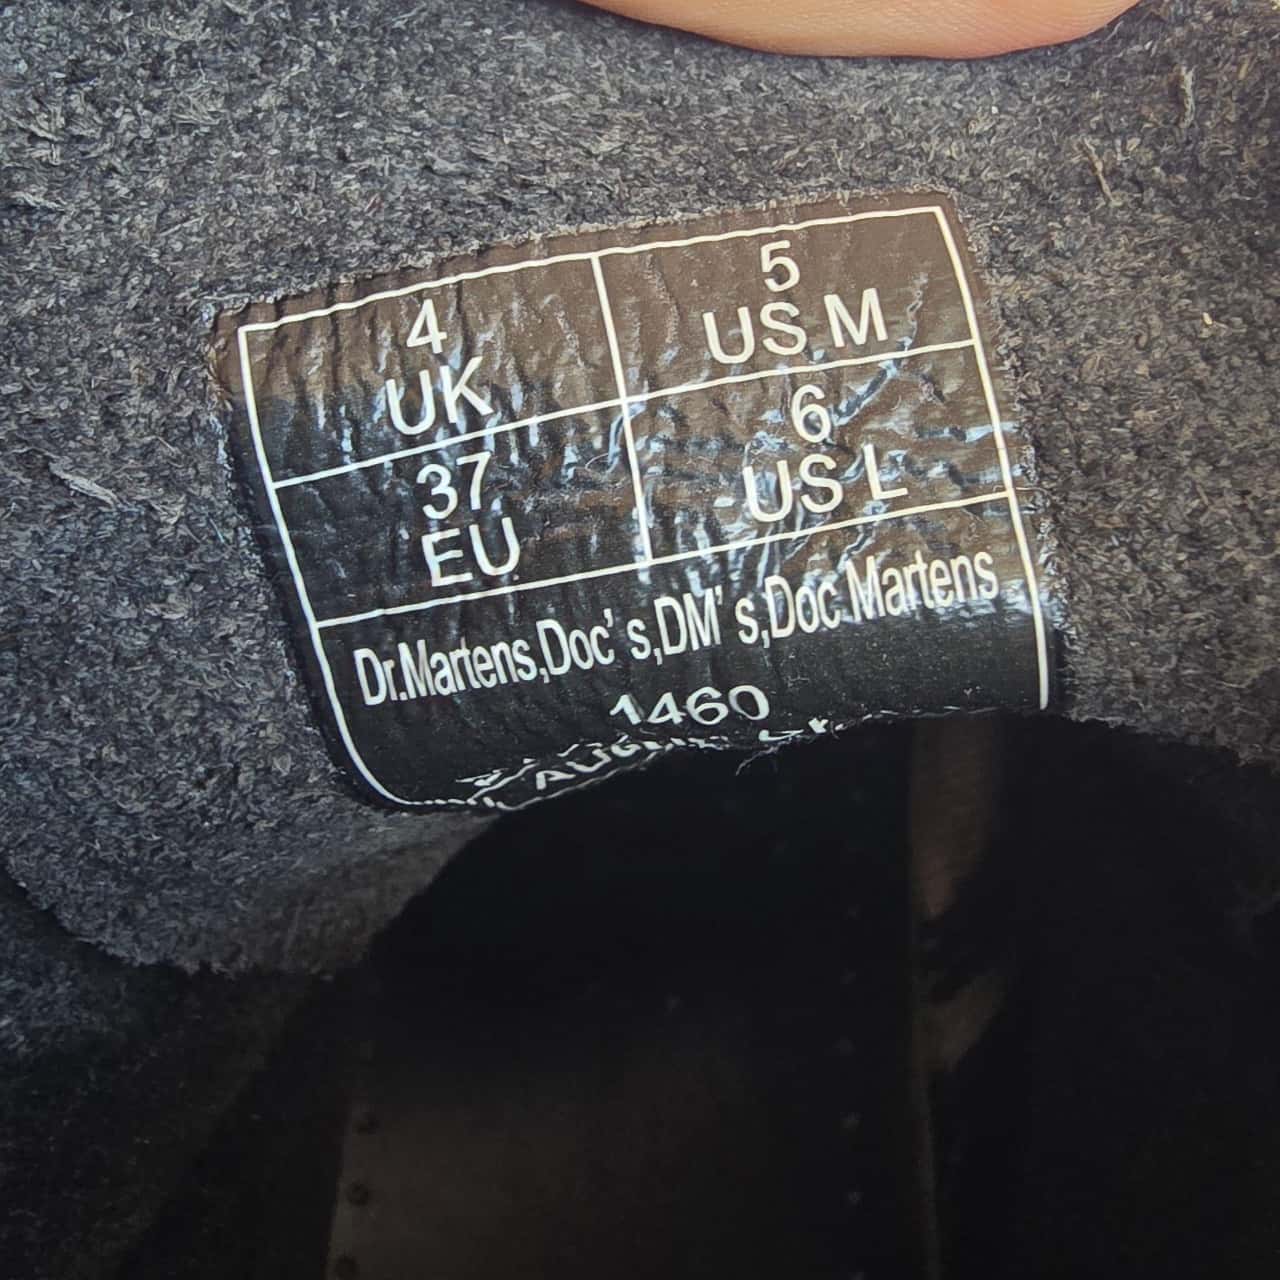 4
UK
5
US M
37
EU
6
US L
Dr.Martens,Doc's,DM's,Doc Martens
1460